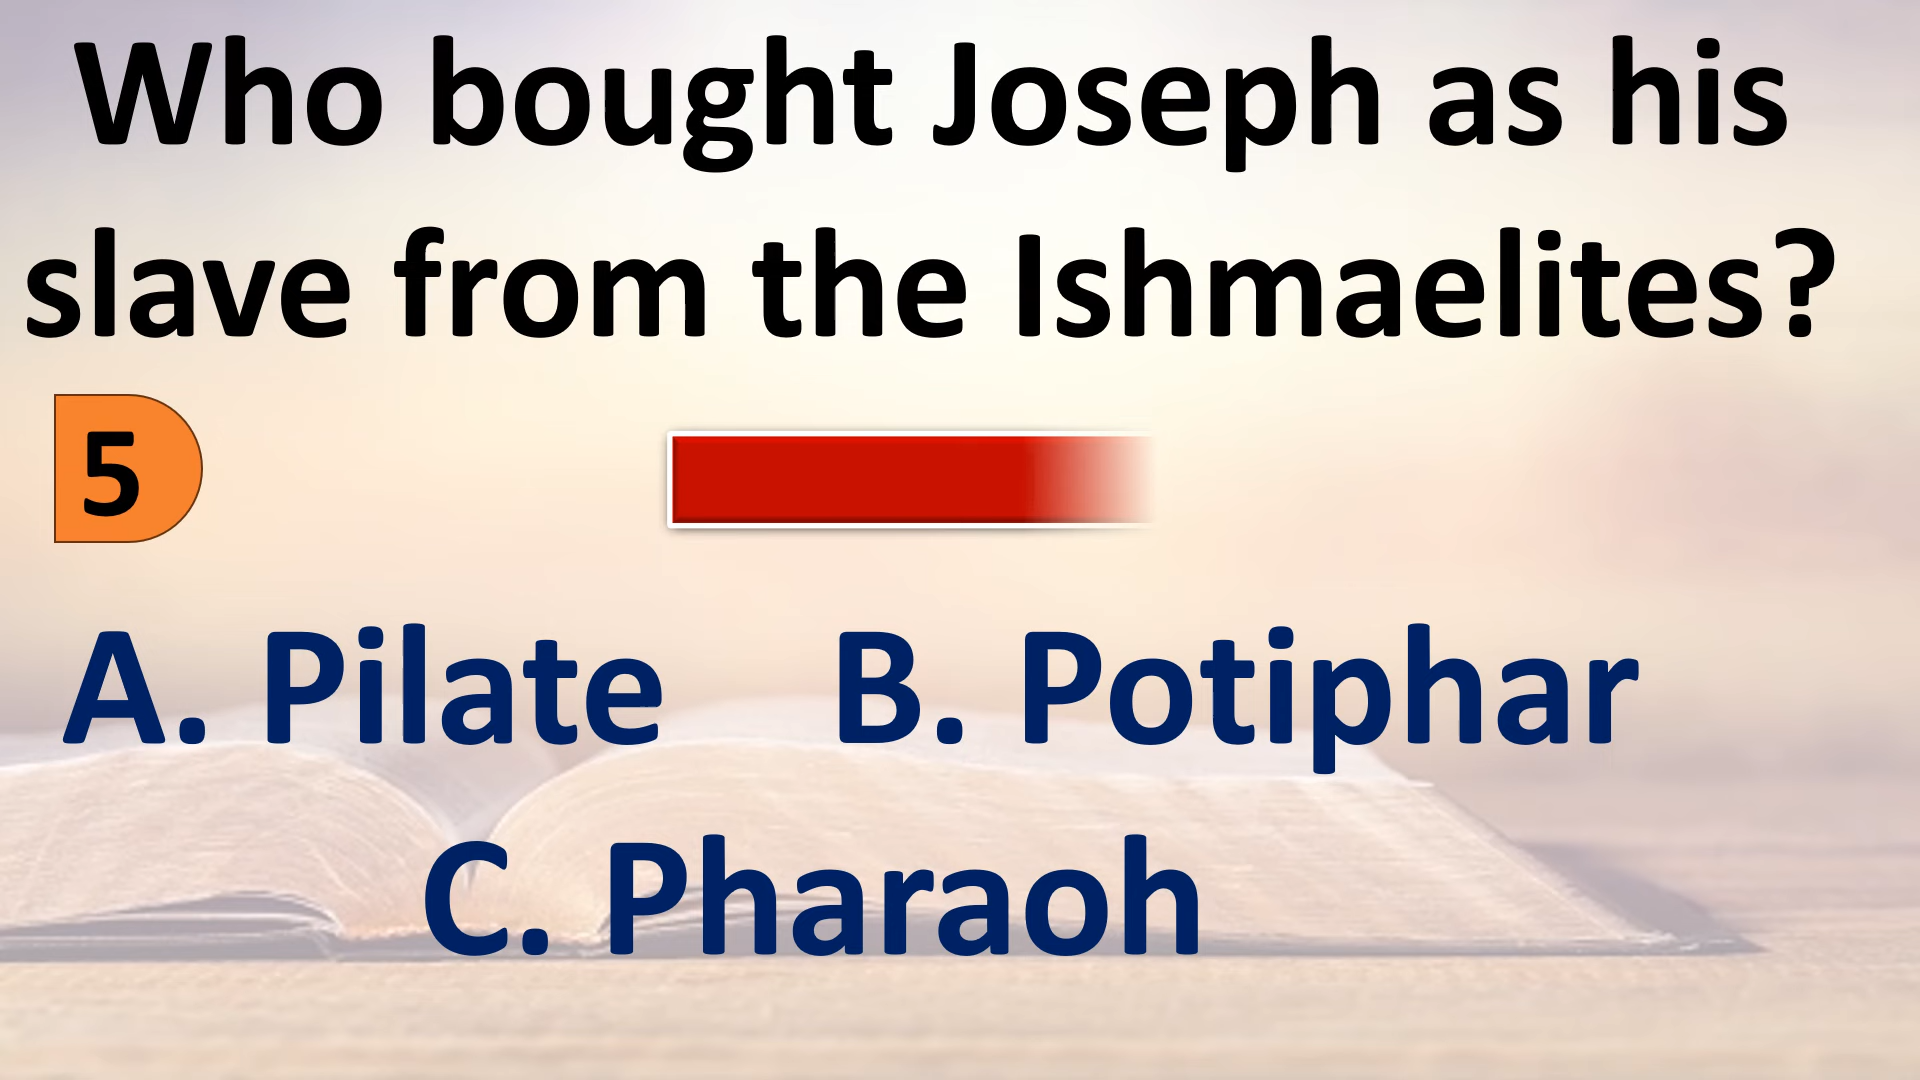 Who bought Joseph as his
slave from the Ishmaelites?
5
A. Pilate B. Potiphar
C. Pharaoh